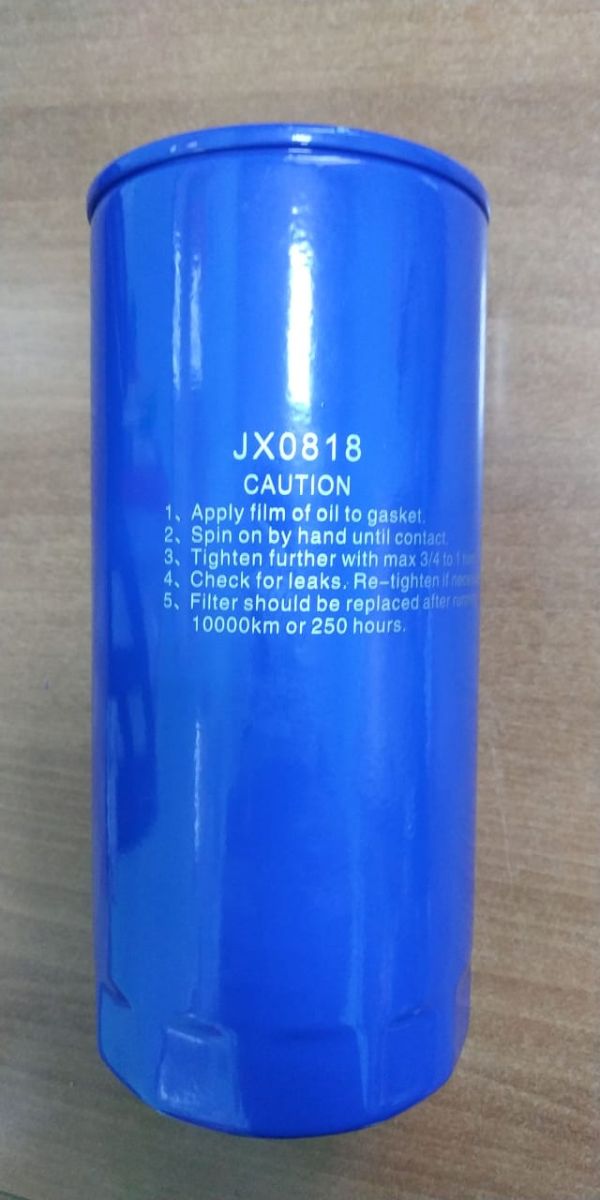 JX0818
CAUTION
1、Apply film of oil to gasket.
2、Spin on by hand until contact.
3、Tighten further with max 3/4 to 1
4、Check for leaks. Re-tighten if
5、Filter should be replaced after
10000km or 250 hours.